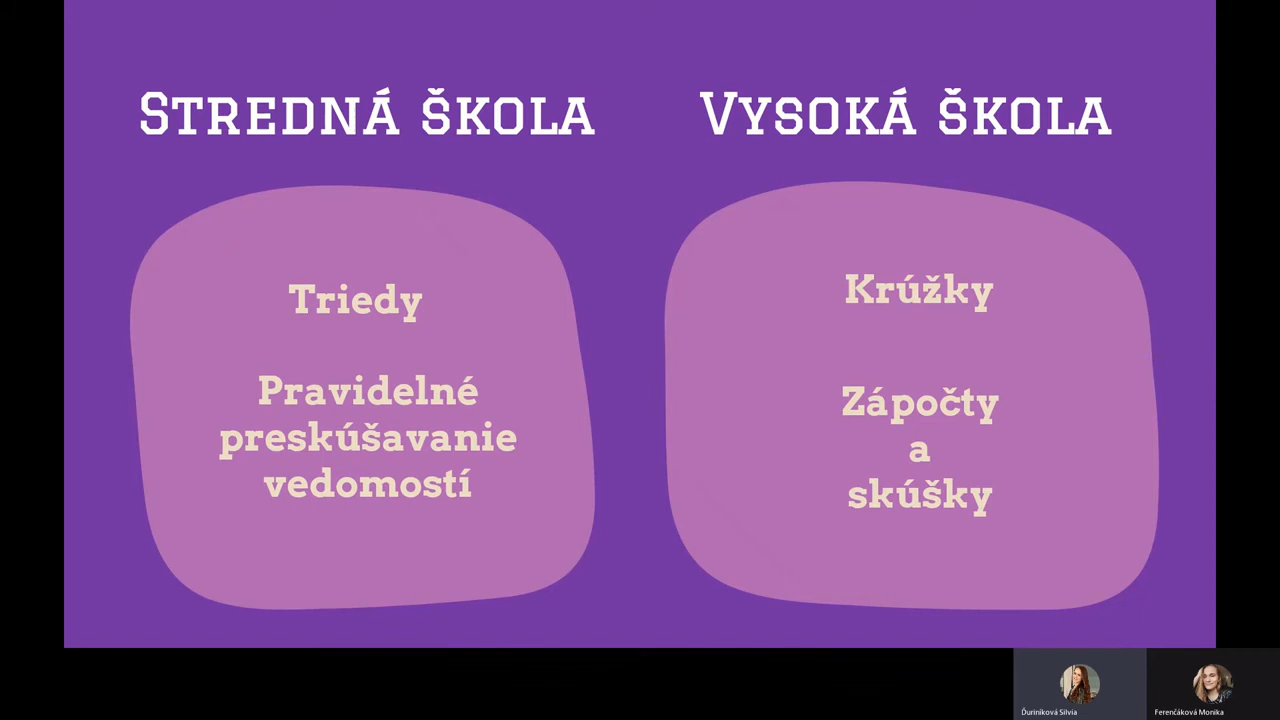 Stredná škola
Vysoká škola
Triedy
Pravidelné
preskúšavanie
vedomostí
Krúžky
Zápočty
a
skúšky
Ďuriníková Silvia
Ferenčáková Monika